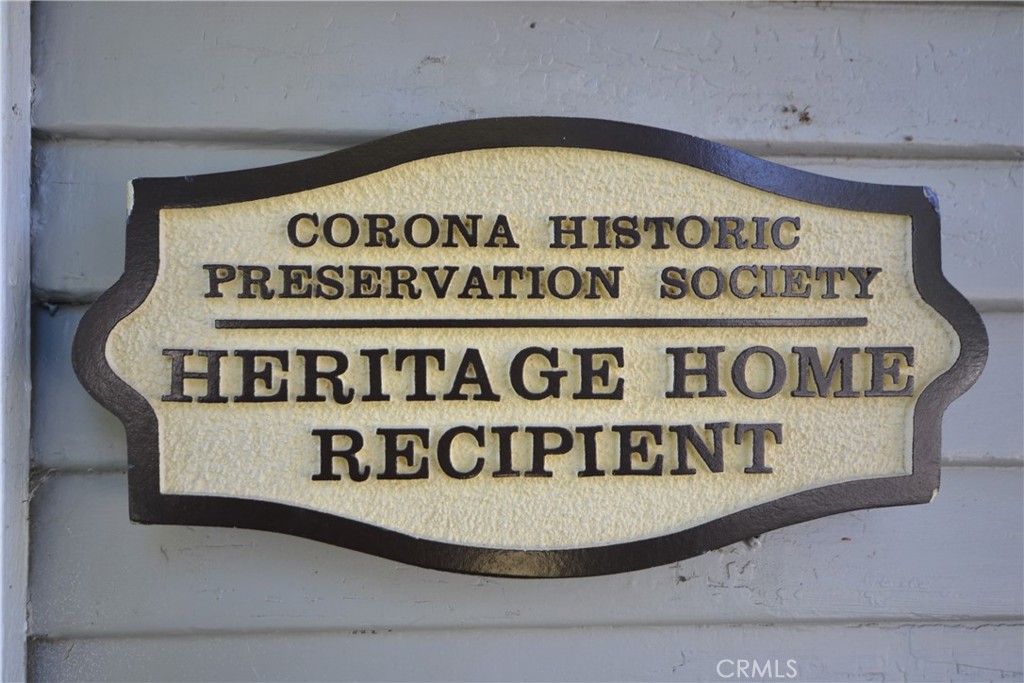 CORONA HISTORIC
PRESERVATION SOCIETY
HERITAGE HOME
RECIPIENT
CRMLS